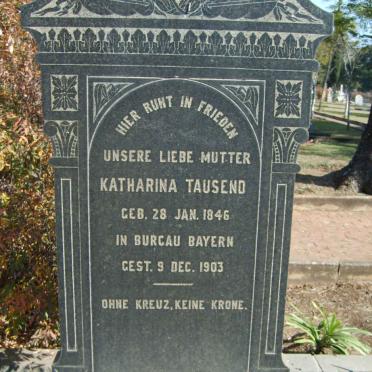 HIER RUHT IN FRIEDEN
UNSERE LIEBE MUTTER
KATHARINA TAUSEND
GEB. 28 JAN. 1846
IN BURGAU BAYERN
GEST. 9 DEC. 1903
OHNE KREUZ, KEINE KRONE.